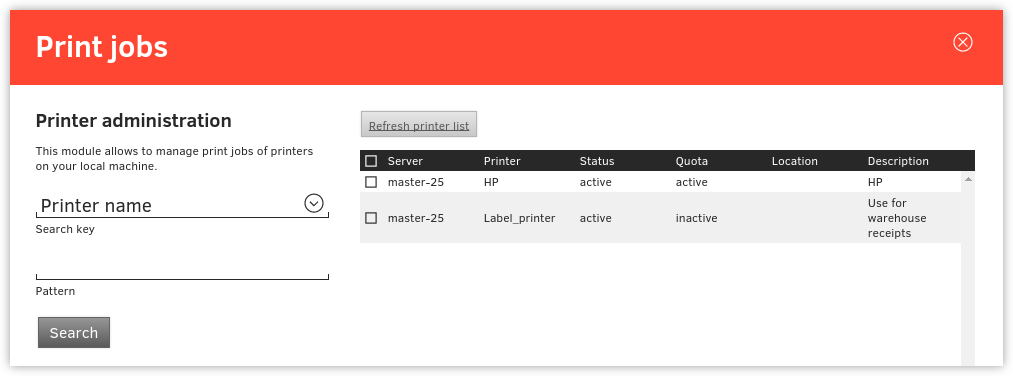 Print jobs
Printer administration
This module allows to manage print jobs of printers
on your local machine.
Printer name
Search key
Pattern
Search
Refresh printer list
Server Printer Status Quota Location Description
master-25 HP active active HP
master-25 Label_printer active inactive Use for
warehouse
receipts